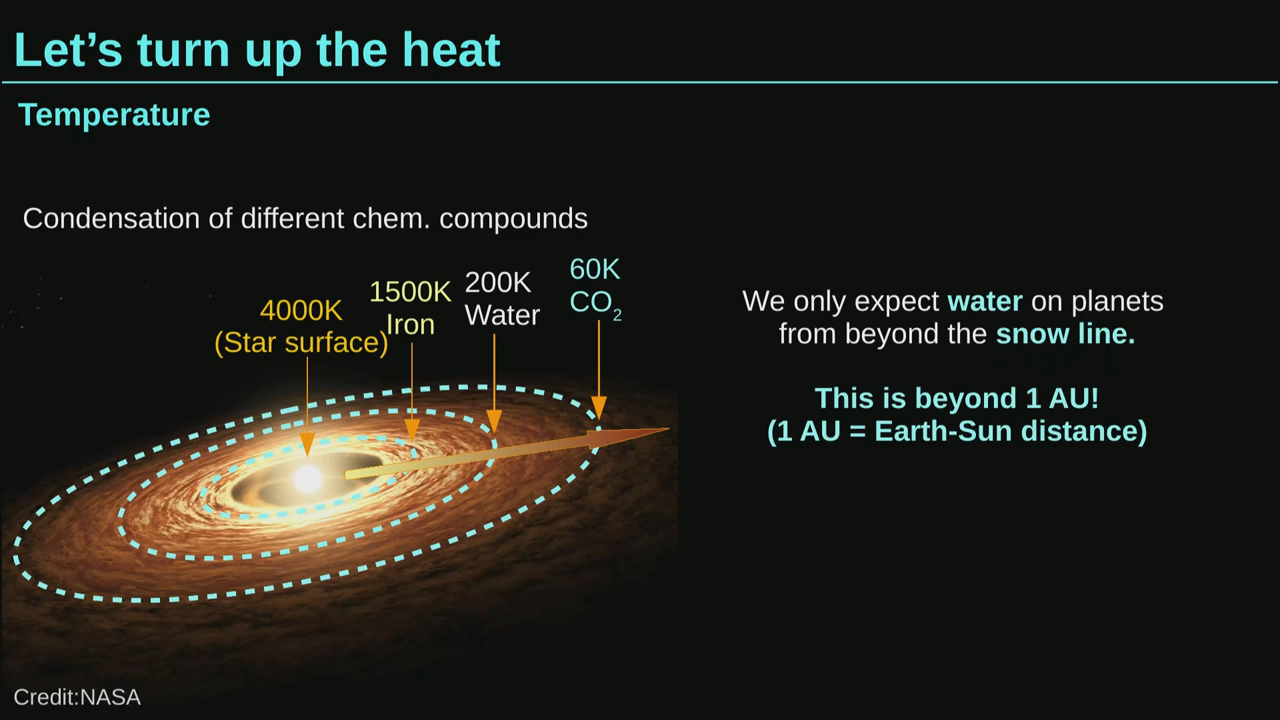 Let’s turn up the heat
Temperature
Condensation of different chem. compounds
4000K
(Star surface)
1500K
Iron
200K
Water
60K
CO₂
We only expect water on planets
from beyond the snow line.
This is beyond 1 AU!
(1 AU = Earth-Sun distance)
Credit:NASA